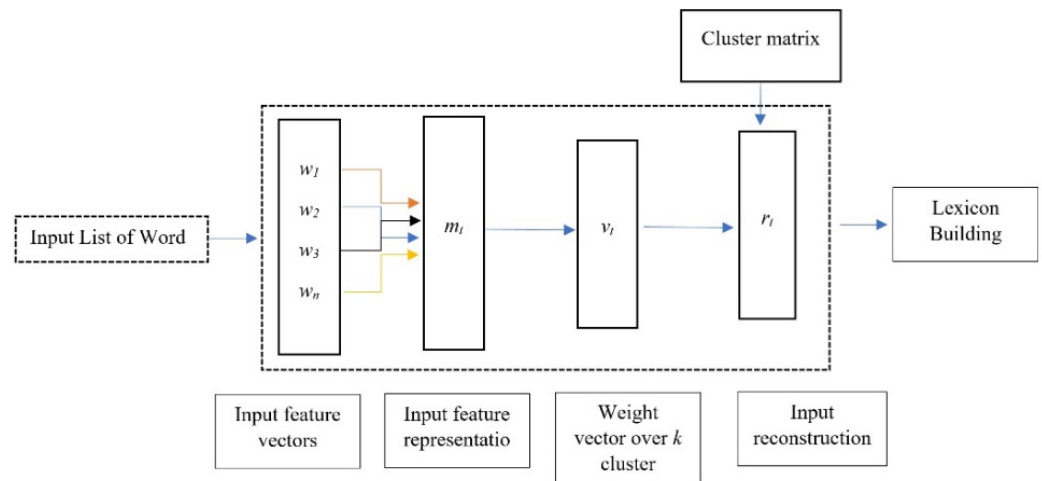 Cluster matrix
w1
w2
w3
wn
mt
vt
rt
Input List of Word
Lexicon
Building
Input feature
vectors
Input feature
representatio
Weight
vector over k
cluster
Input
reconstruction